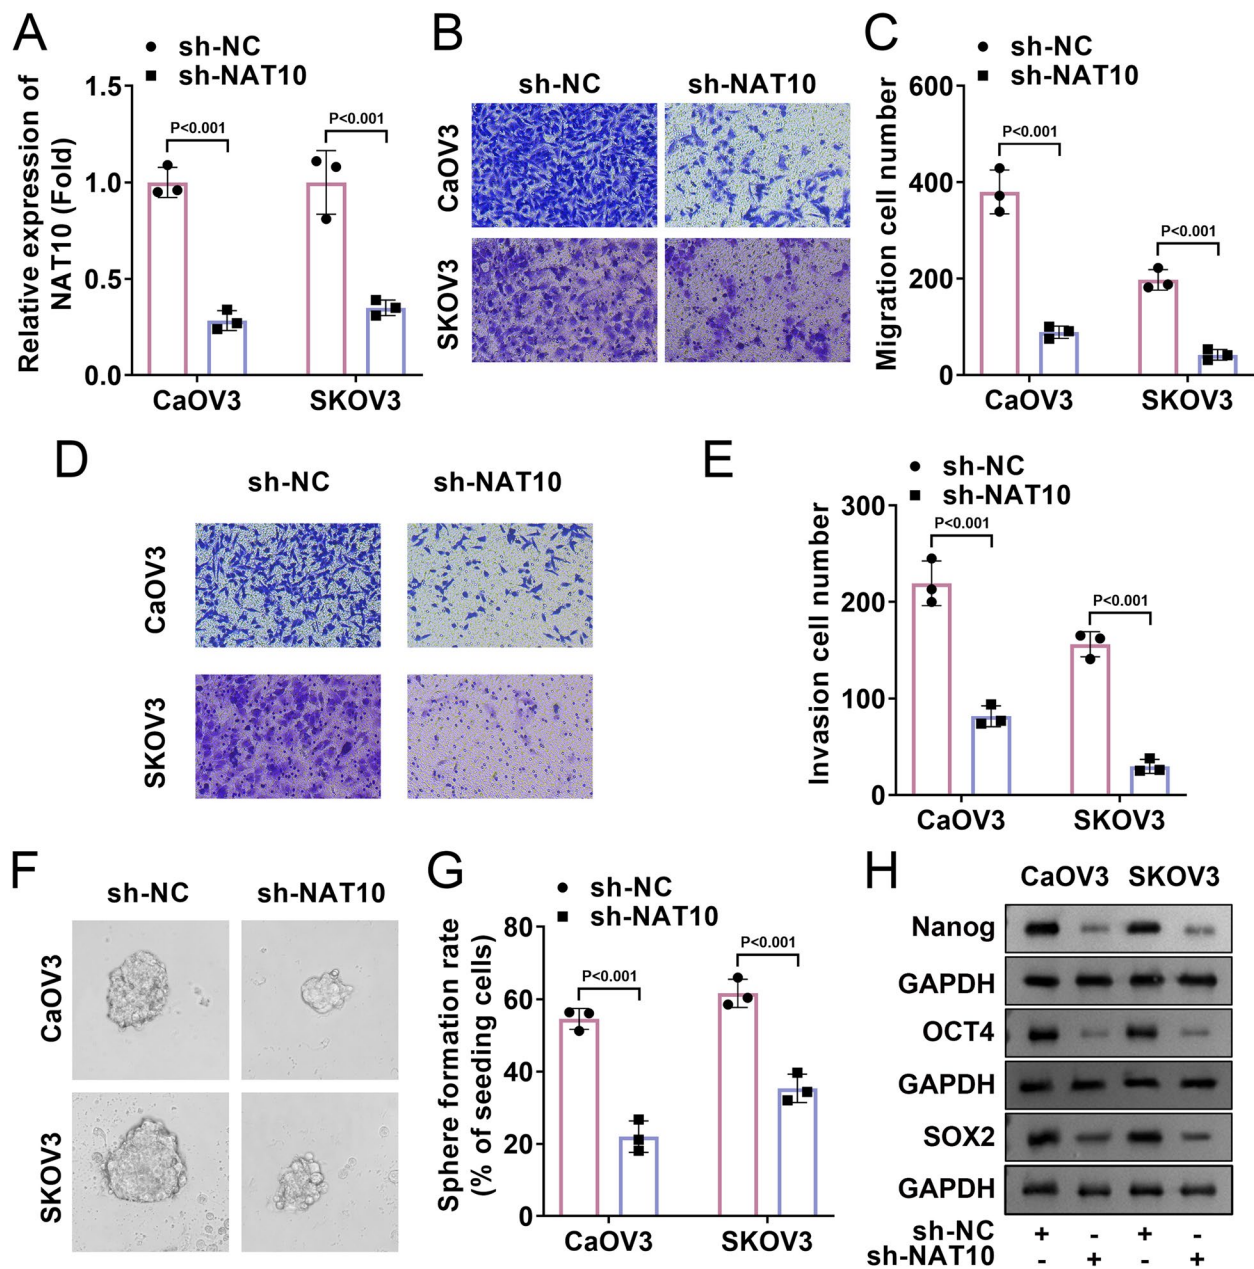 A
sh-NC
sh-NAT10
Relative expression of
NAT10 (Fold)
1.5
1.0
0.5
0.0
P<0.001
P<0.001
CaOV3
SKOV3
B
sh-NC
sh-NAT10
CaOV3
SKOV3
C
sh-NC
sh-NAT10
Migration cell number
600
400
200
0
P<0.001
P<0.001
CaOV3
SKOV3
D
sh-NC
sh-NAT10
CaOV3
SKOV3
E
sh-NC
sh-NAT10
Invasion cell number
300
200
100
0
P<0.001
P<0.001
CaOV3
SKOV3
F
sh-NC
sh-NAT10
CaOV3
SKOV3
G
sh-NC
sh-NAT10
Sphere formation rate
(% of seeding cells)
80
60
40
20
0
P<0.001
P<0.001
CaOV3
SKOV3
H
CaOV3 SKOV3
Nanog
GAPDH
OCT4
GAPDH
SOX2
GAPDH
sh-NC + - + -
sh-NAT10 - + - +